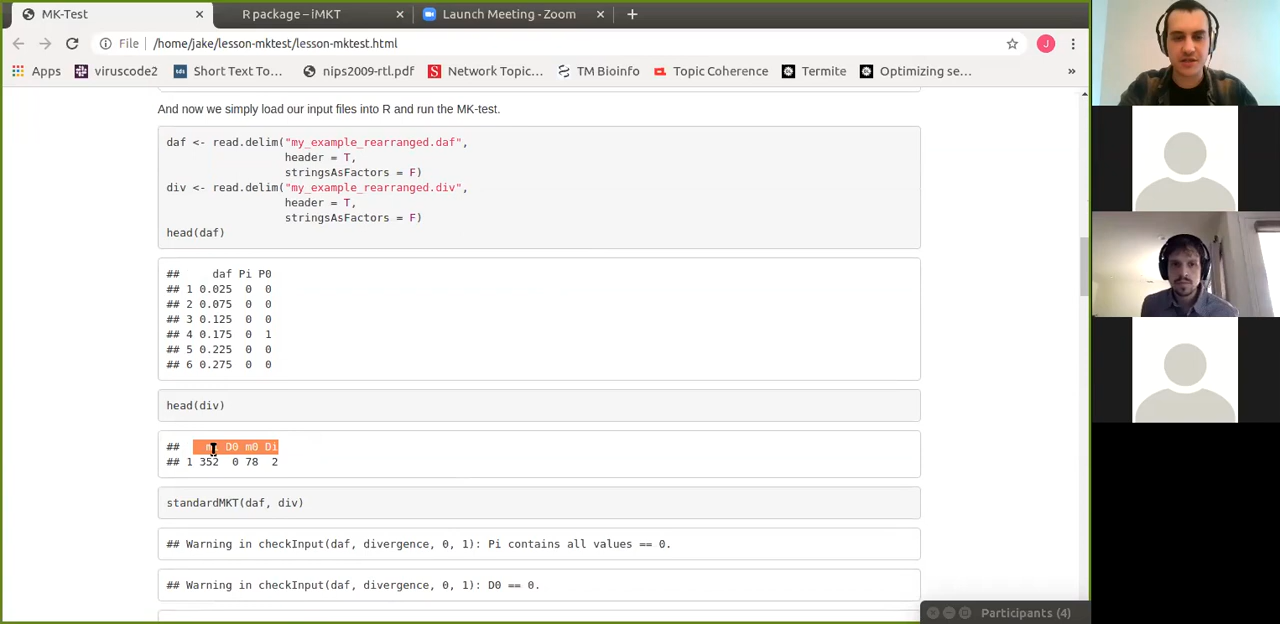 MK-Test
R package – iMKT
Launch Meeting - Zoom
File
/home/jake/lesson-mktest/lesson-mktest.html
J
Apps
viruscode2
Short Text To…
nips2009-rtl.pdf
Network Topic…
TM Bioinfo
Topic Coherence
Termite
Optimizing se…
»
And now we simply load our input files into R and run the MK-test.
daf <- read.delim("my_example_rearranged.daf",
header = T,
stringsAsFactors = F)
div <- read.delim("my_example_rearranged.div",
header = T,
stringsAsFactors = F)
head(daf)
## daf Pi P0
## 1 0.025 0 0
## 2 0.075 0 0
## 3 0.125 0 0
## 4 0.175 0 1
## 5 0.225 0 0
## 6 0.275 0 0
head(div)
## D0 m0 Di
## 1 352 0 78 2
standardMKT(daf, div)
## Warning in checkInput(daf, divergence, 0, 1): Pi contains all values == 0.
## Warning in checkInput(daf, divergence, 0, 1): D0 == 0.
Participants (4)